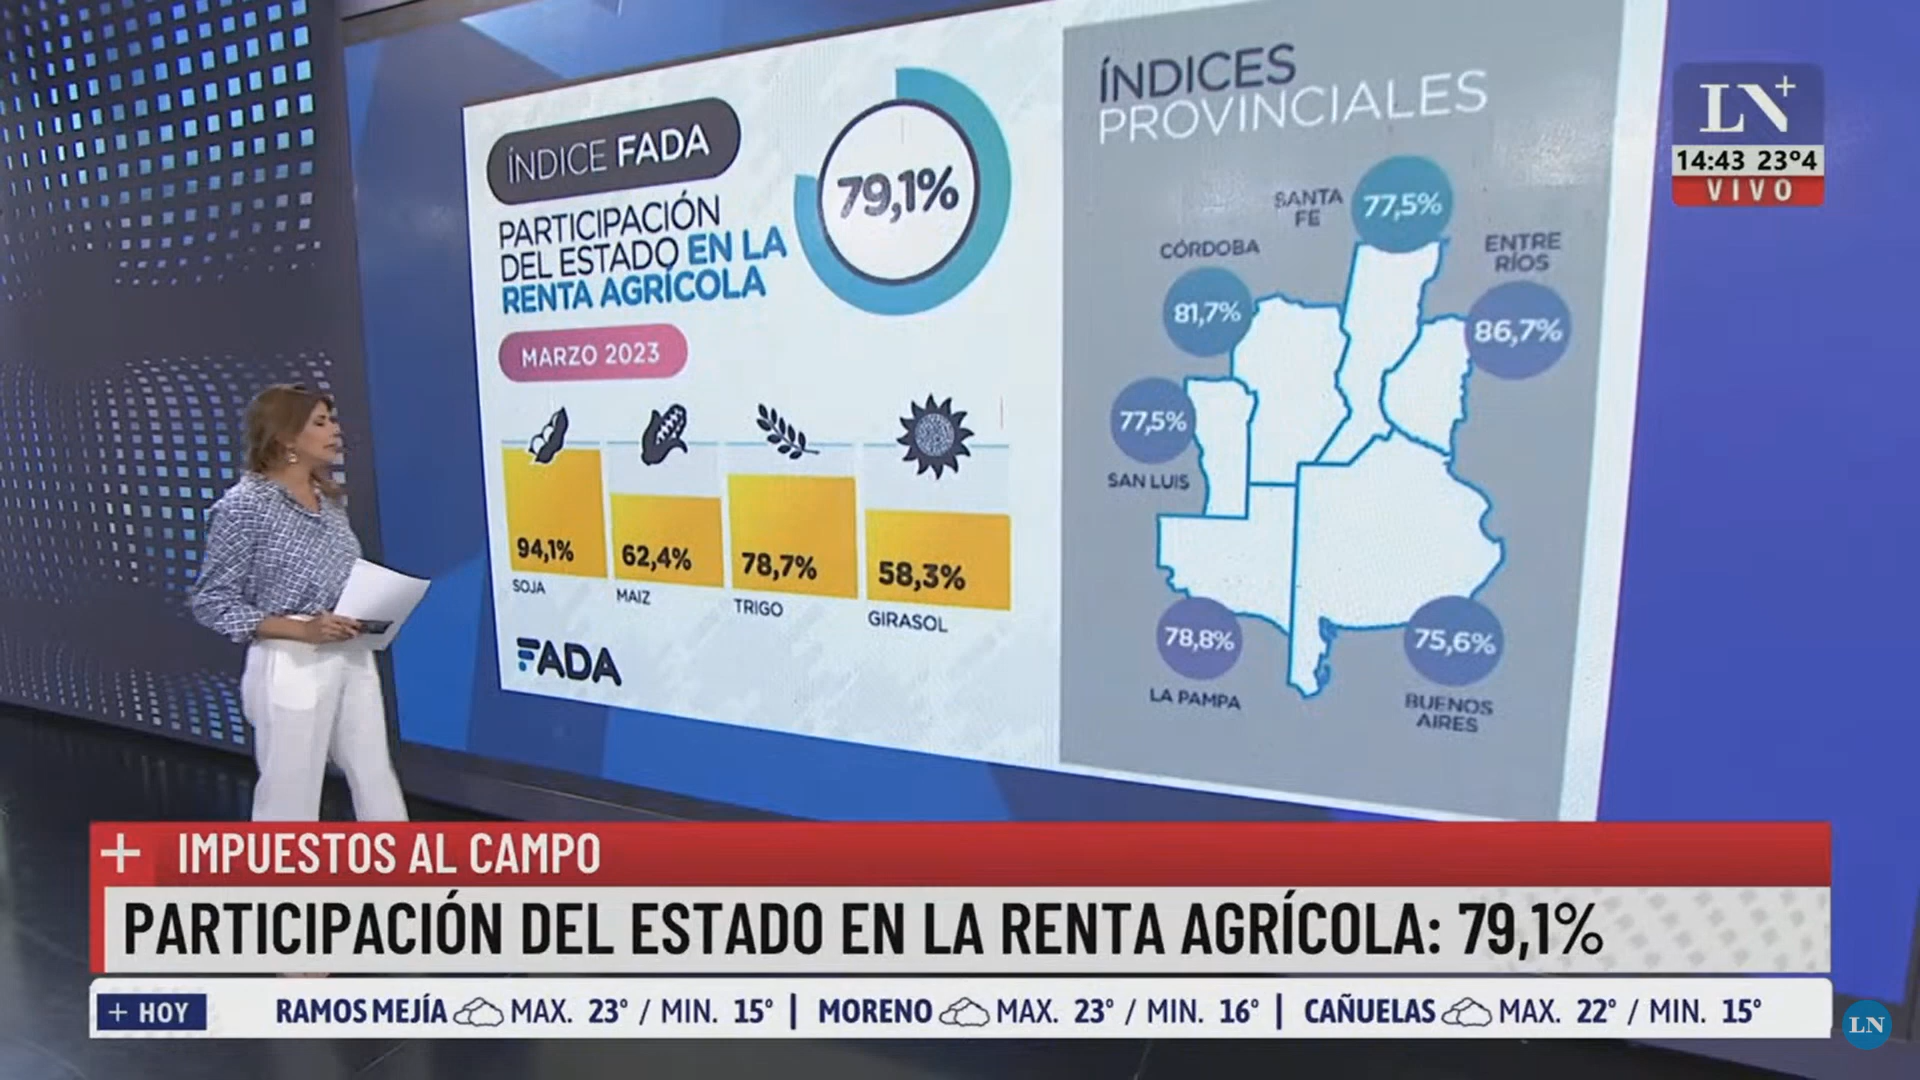 ÍNDICE FADA
PARTICIPACIÓN
DEL ESTADO EN LA
RENTA AGRÍCOLA
79,1%
MARZO 2023
94,1%
62,4%
78,7%
58,3%
SOJA
MAIZ
TRIGO
GIRASOL
FADA
ÍNDICES
PROVINCIALES
SANTA
FE
77,5%
CÓRDOBA
81,7%
ENTRE
RÍOS
86,7%
77,5%
SAN LUIS
78,8%
LA PAMPA
75,6%
BUENOS
AIRES
LN+
14:43 23°4
VIVO
+ IMPUESTOS AL CAMPO
PARTICIPACIÓN DEL ESTADO EN LA RENTA AGRÍCOLA: 79,1%
+ HOY
RAMOS MEJÍA MAX. 23° / MIN. 15° | MORENO MAX. 23° / MIN. 16° | CAÑUELAS MAX. 22° / MIN. 15°
LN